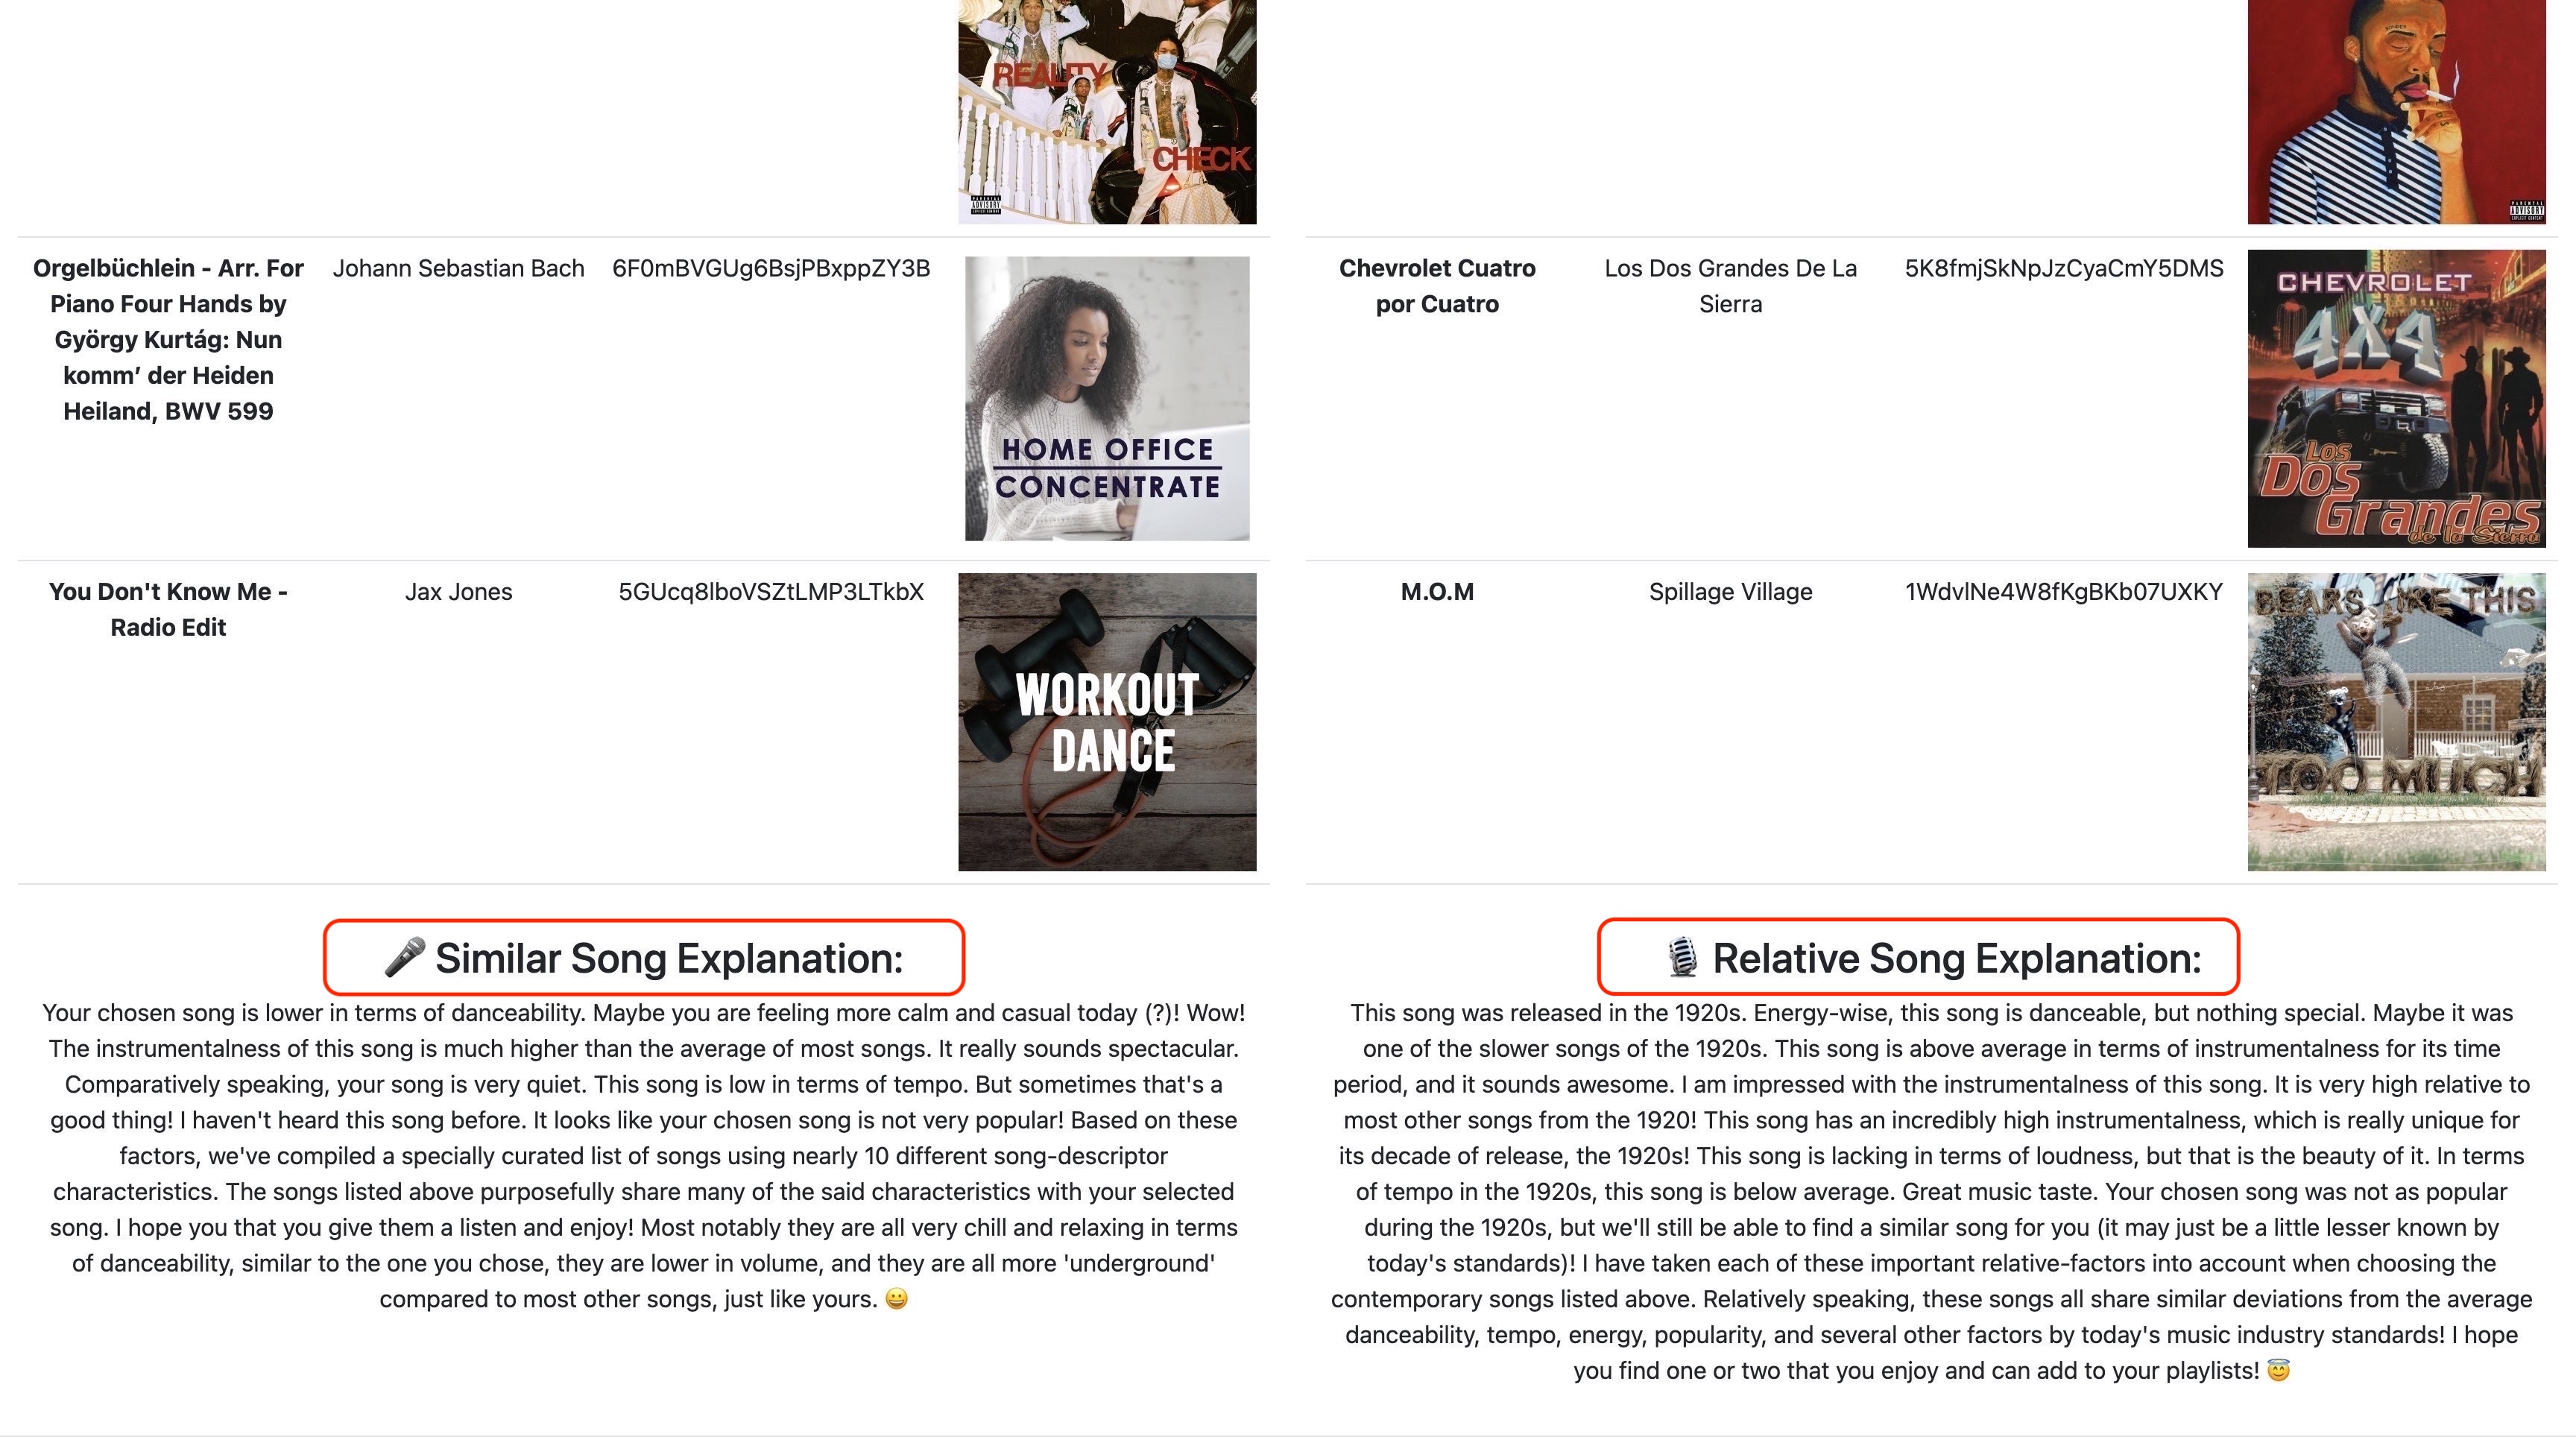 REALITY
CHECK
PARENTAL
ADVISORY
EXPLICIT CONTENT
PARENTAL
ADVISORY
EXPLICIT CONTENT
Orgelbüchlein - Arr. For
Piano Four Hands by
György Kurtág: Nun
komm’ der Heiden
Heiland, BWV 599
Johann Sebastian Bach
6F0mBVGUg6BsjPBxppZY3B
HOME OFFICE
CONCENTRATE
Chevrolet Cuatro
por Cuatro
Los Dos Grandes De La
Sierra
5K8fmjSkNpJzCyaCmY5DMS
CHEVROLET
4X4
Los
Dos
Grandes
de la Sierra
You Don't Know Me -
Radio Edit
Jax Jones
5GUcq8lboVSZtLMP3LTkbX
WORKOUT
DANCE
M.O.M
Spillage Village
1WdvlNe4W8fKgBKb07UXKY
BEARS LIKE THIS
TOO MUCH
🎤 Similar Song Explanation:
Your chosen song is lower in terms of danceability. Maybe you are feeling more calm and casual today (?)! Wow!
The instrumentalness of this song is much higher than the average of most songs. It really sounds spectacular.
Comparatively speaking, your song is very quiet. This song is low in terms of tempo. But sometimes that's a
good thing! I haven't heard this song before. It looks like your chosen song is not very popular! Based on these
factors, we've compiled a specially curated list of songs using nearly 10 different song-descriptor
characteristics. The songs listed above purposefully share many of the said characteristics with your selected
song. I hope you that you give them a listen and enjoy! Most notably they are all very chill and relaxing in terms
of danceability, similar to the one you chose, they are lower in volume, and they are all more 'underground'
compared to most other songs, just like yours. 😀
🎙 Relative Song Explanation:
This song was released in the 1920s. Energy-wise, this song is danceable, but nothing special. Maybe it was
one of the slower songs of the 1920s. This song is above average in terms of instrumentalness for its time
period, and it sounds awesome. I am impressed with the instrumentalness of this song. It is very high relative to
most other songs from the 1920! This song has an incredibly high instrumentalness, which is really unique for
its decade of release, the 1920s! This song is lacking in terms of loudness, but that is the beauty of it. In terms
of tempo in the 1920s, this song is below average. Great music taste. Your chosen song was not as popular
during the 1920s, but we'll still be able to find a similar song for you (it may just be a little lesser known by
today's standards)! I have taken each of these important relative-factors into account when choosing the
contemporary songs listed above. Relatively speaking, these songs all share similar deviations from the average
danceability, tempo, energy, popularity, and several other factors by today's music industry standards! I hope
you find one or two that you enjoy and can add to your playlists! 😇